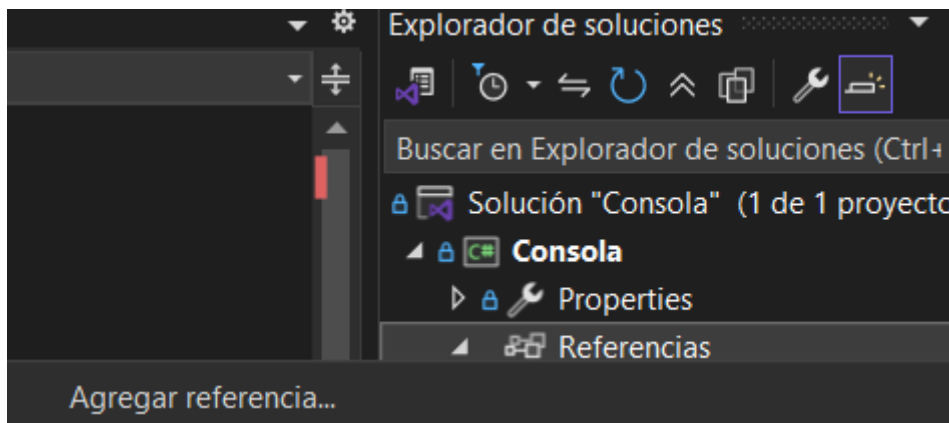 Explorador de soluciones
Buscar en Explorador de soluciones (Ctrl+
Solución "Consola" (1 de 1 proyecto
C# Consola
Properties
Referencias
Agregar referencia...